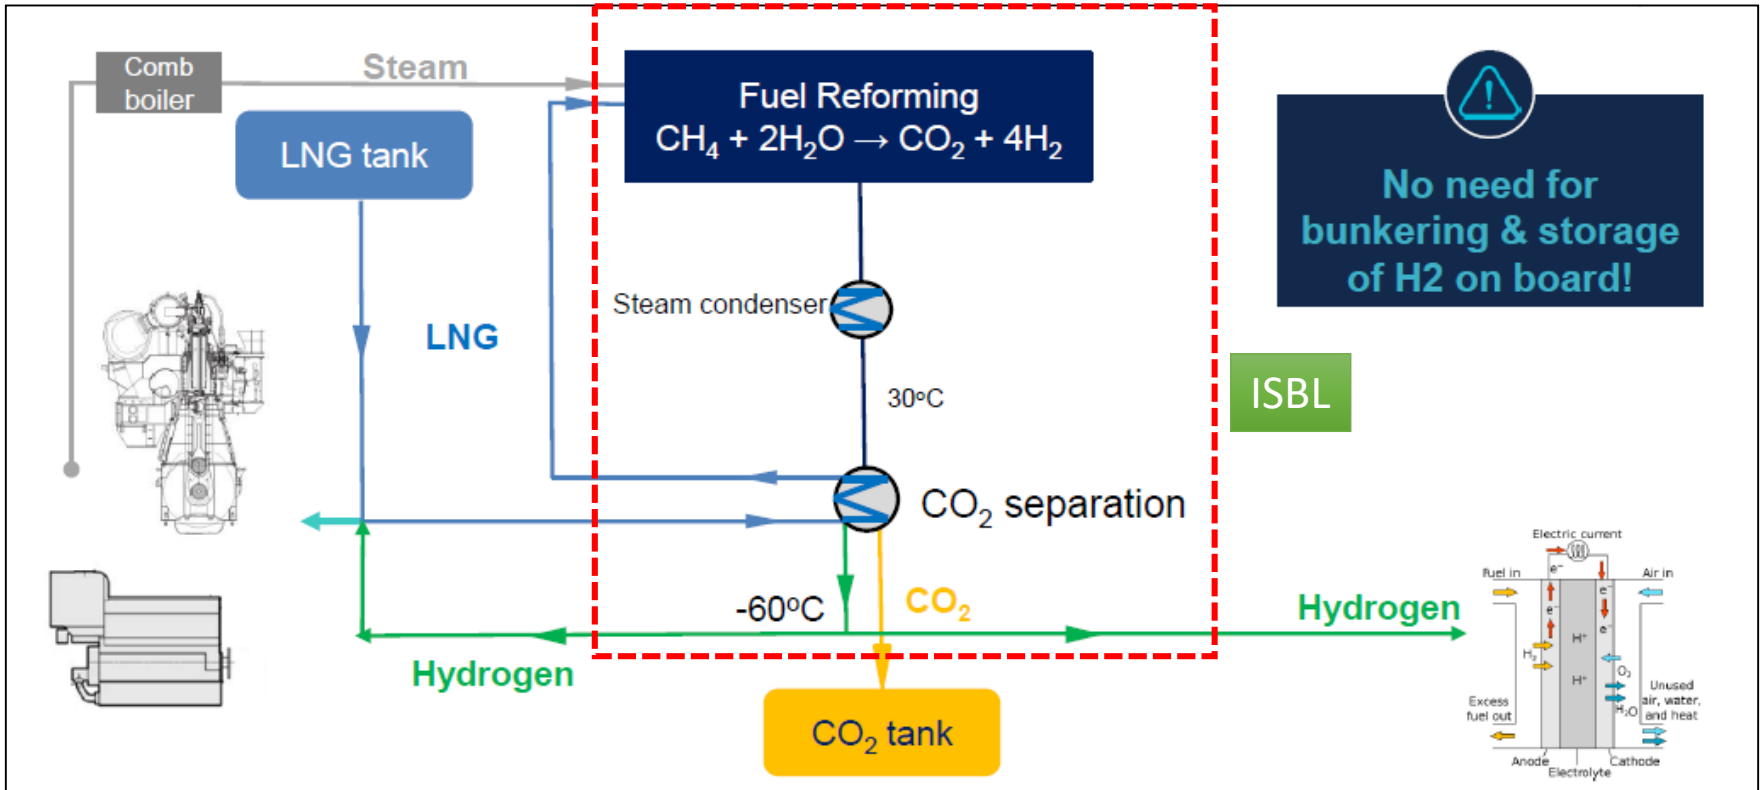 Comb
boiler
Steam
LNG tank
Fuel Reforming
CH₄ + 2H₂O → CO₂ + 4H₂
No need for
bunkering & storage
of H2 on board!
Steam condenser
LNG
ISBL
30°C
CO₂ separation
-60°C
CO₂
Hydrogen
Hydrogen
CO₂ tank
Electric current
Fuel in
e⁻
Air in
e⁻
e⁻
e⁻
H⁺
H₂
O₂
H⁺
H₂O
Excess
fuel out
Unused
air, water,
and heat
Anode
Electrolyte
Cathode